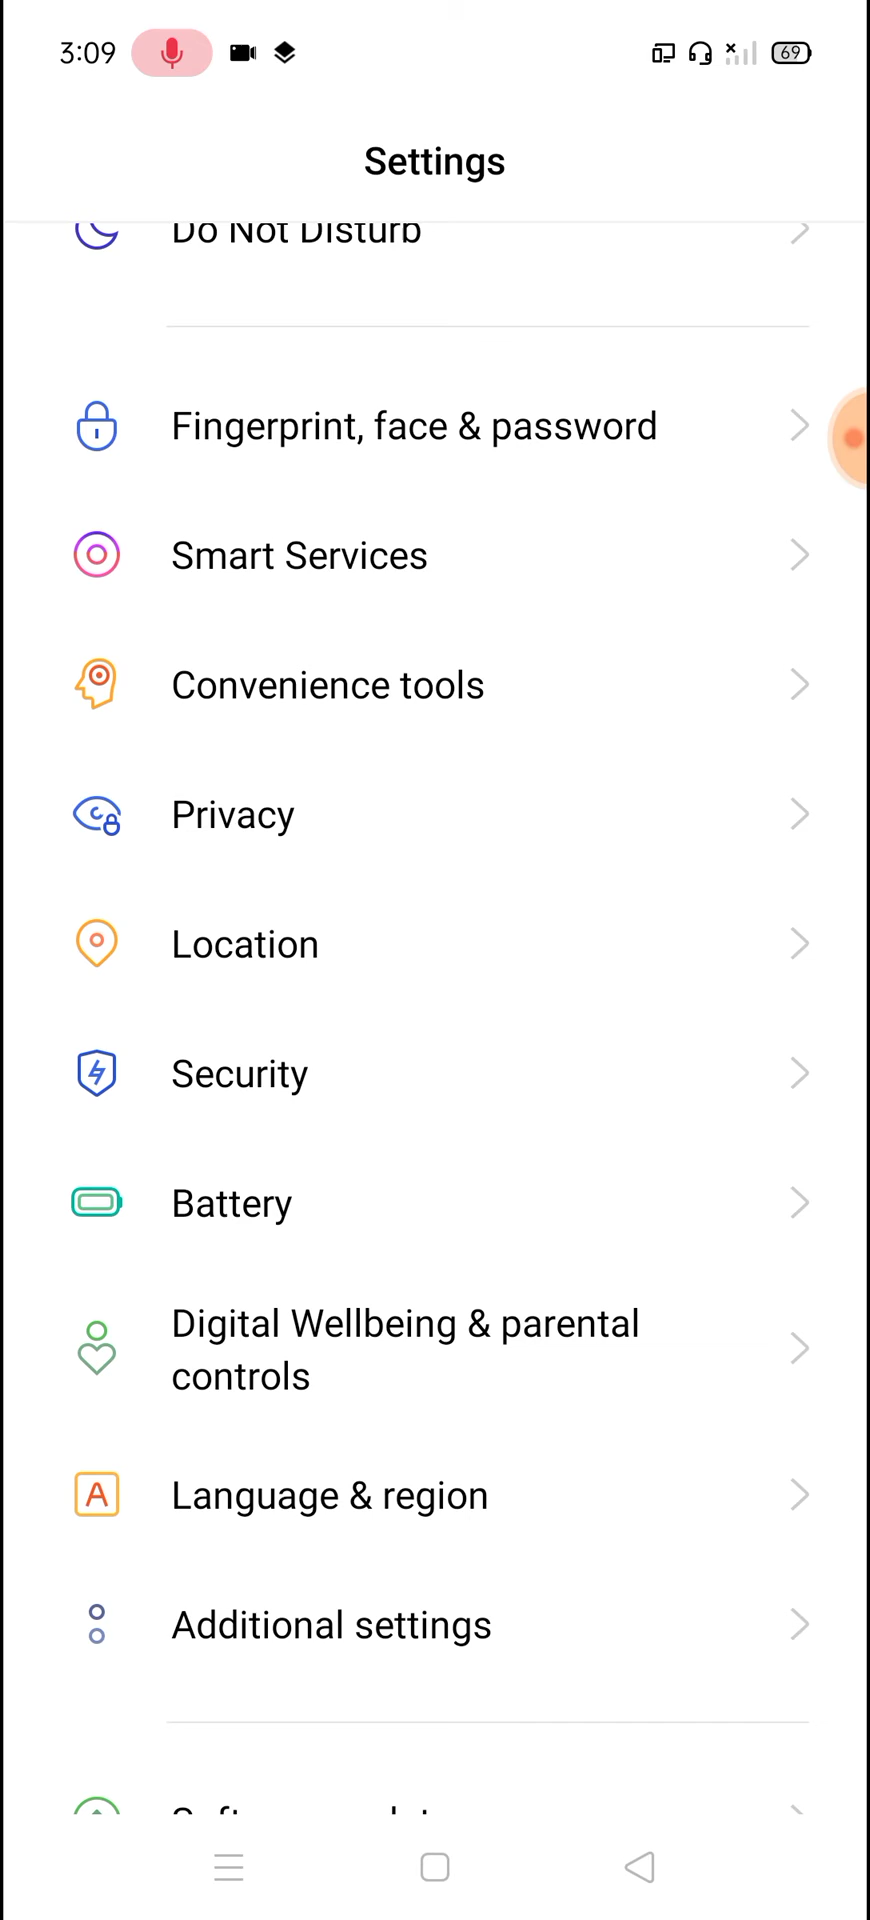 3:09
69
Settings
Do Not Disturb
Fingerprint, face & password
Smart Services
Convenience tools
Privacy
Location
Security
Battery
Digital Wellbeing & parental
controls
A
Language & region
Additional settings